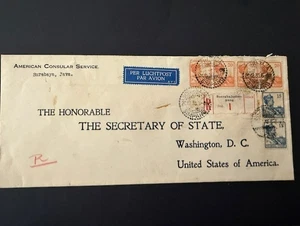 AMERICAN CONSULAR SERVICE
Surabaya, Java.
PER LUCHTPOST
PAR AVION
R
1
THE HONORABLE
THE SECRETARY OF STATE,
Washington, D. C.
United States of America.
R